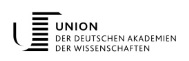 UNION
DER DEUTSCHEN AKADEMIEN
DER WISSENSCHAFTEN